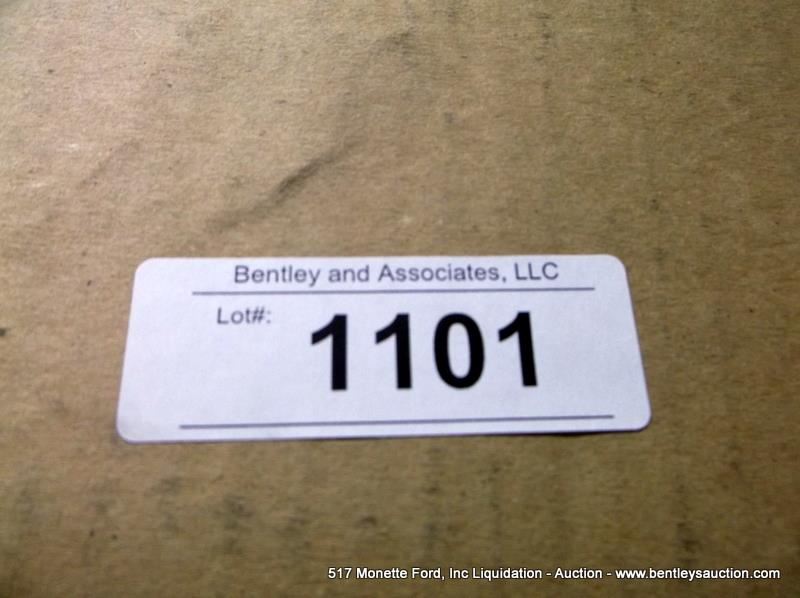 Bentley and Associates, LLC
Lot#:
1101
517 Monette Ford, Inc Liquidation - Auction - www.bentleysauction.com